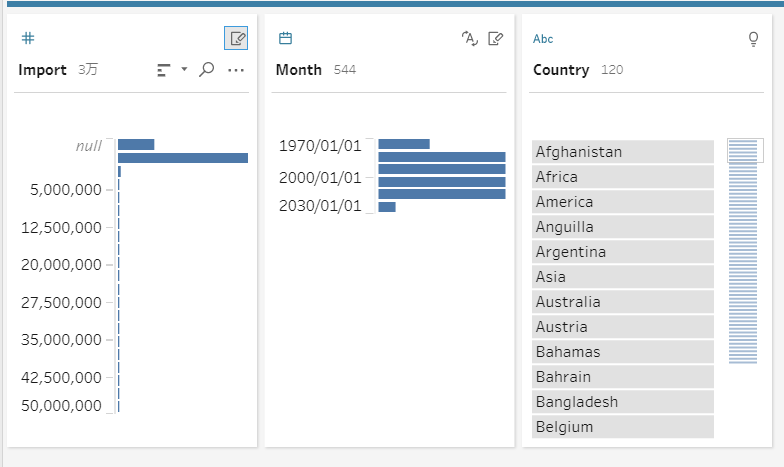 Import 3万
null
5,000,000
12,500,000
20,000,000
27,500,000
35,000,000
42,500,000
50,000,000
Month 544
1970/01/01
2000/01/01
2030/01/01
Abc
Country 120
Afghanistan
Africa
America
Anguilla
Argentina
Asia
Australia
Austria
Bahamas
Bahrain
Bangladesh
Belgium